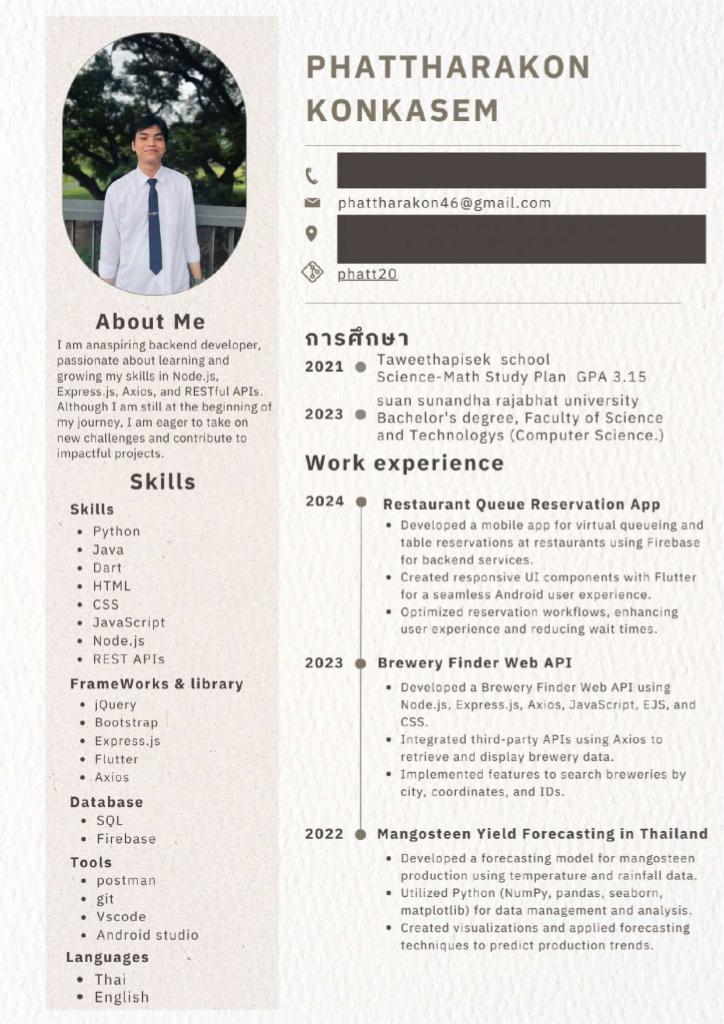 PHATTHARAKON
KONKASEM
phattharakon46@gmail.com
phatt20
About Me
I am anaspiring backend developer,
passionate about learning and
growing my skills in Node.js,
Express.js, Axios, and RESTful APIs.
Although I am still at the beginning of
my journey, I am eager to take on
new challenges and contribute to
impactful projects.
Skills
Skills
• Python
• Java
• Dart
• HTML
• CSS
• JavaScript
• Node.js
• REST APIs
FrameWorks & library
• jQuery
• Bootstrap
• Express.js
• Flutter
• Axios
Database
• SQL
• Firebase
Tools
• postman
• git
• Vscode
• Android studio
Languages
• Thai
• English
การศึกษา
2021 Taweethapisek school
Science-Math Study Plan GPA 3.15
2023 suan sunandha rajabhat university
Bachelor's degree, Faculty of Science
and Technologys (Computer Science.)
Work experience
2024 Restaurant Queue Reservation App
• Developed a mobile app for virtual queueing and
table reservations at restaurants using Firebase
for backend services.
• Created responsive UI components with Flutter
for a seamless Android user experience.
• Optimized reservation workflows, enhancing
user experience and reducing wait times.
2023 Brewery Finder Web API
• Developed a Brewery Finder Web API using
Node.js, Express.js, Axios, JavaScript, EJS, and
CSS.
• Integrated third-party APIs using Axios to
retrieve and display brewery data.
• Implemented features to search breweries by
city, coordinates, and IDs.
2022 Mangosteen Yield Forecasting in Thailand
• Developed a forecasting model for mangosteen
production using temperature and rainfall data.
• Utilized Python (NumPy, pandas, seaborn,
matplotlib) for data management and analysis.
• Created visualizations and applied forecasting
techniques to predict production trends.